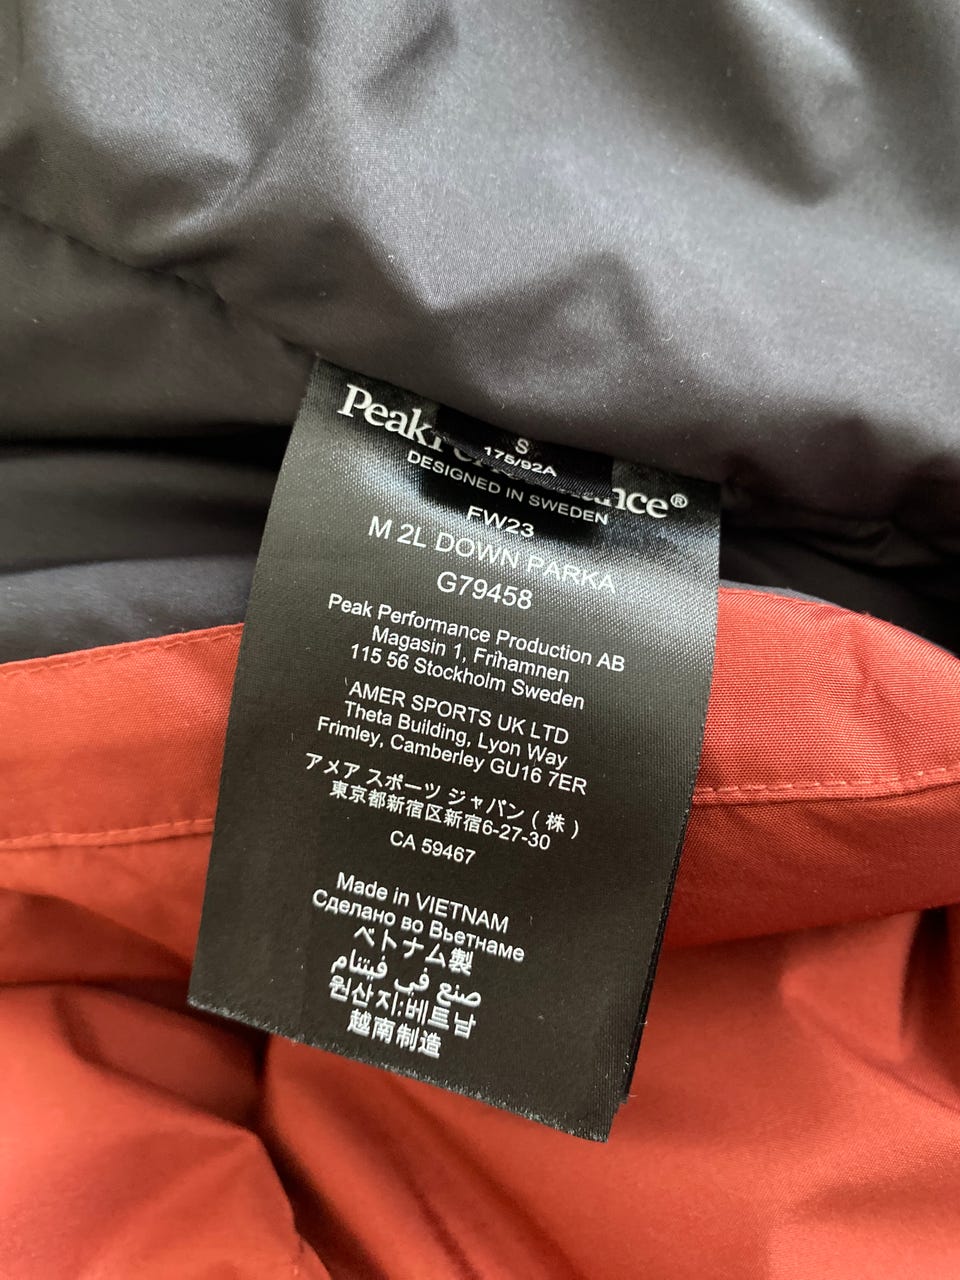 Peak
nce®
S
175/92A
DESIGNED IN SWEDEN
FW23
M 2L DOWN PARKA
G79458
Peak Performance Production AB
Magasin 1, Frihamnen
115 56 Stockholm Sweden
AMER SPORTS UK LTD
Theta Building, Lyon Way
Frimley, Camberley GU16 7ER
アメア スポーツ ジャパン ( 株 )
東京都新宿区新宿6-27-30
CA 59467
Made in VIETNAM
Сделано во Вьетнаме
ベトナム製
صنع في فيتنام
원산지:베트남
越南制造